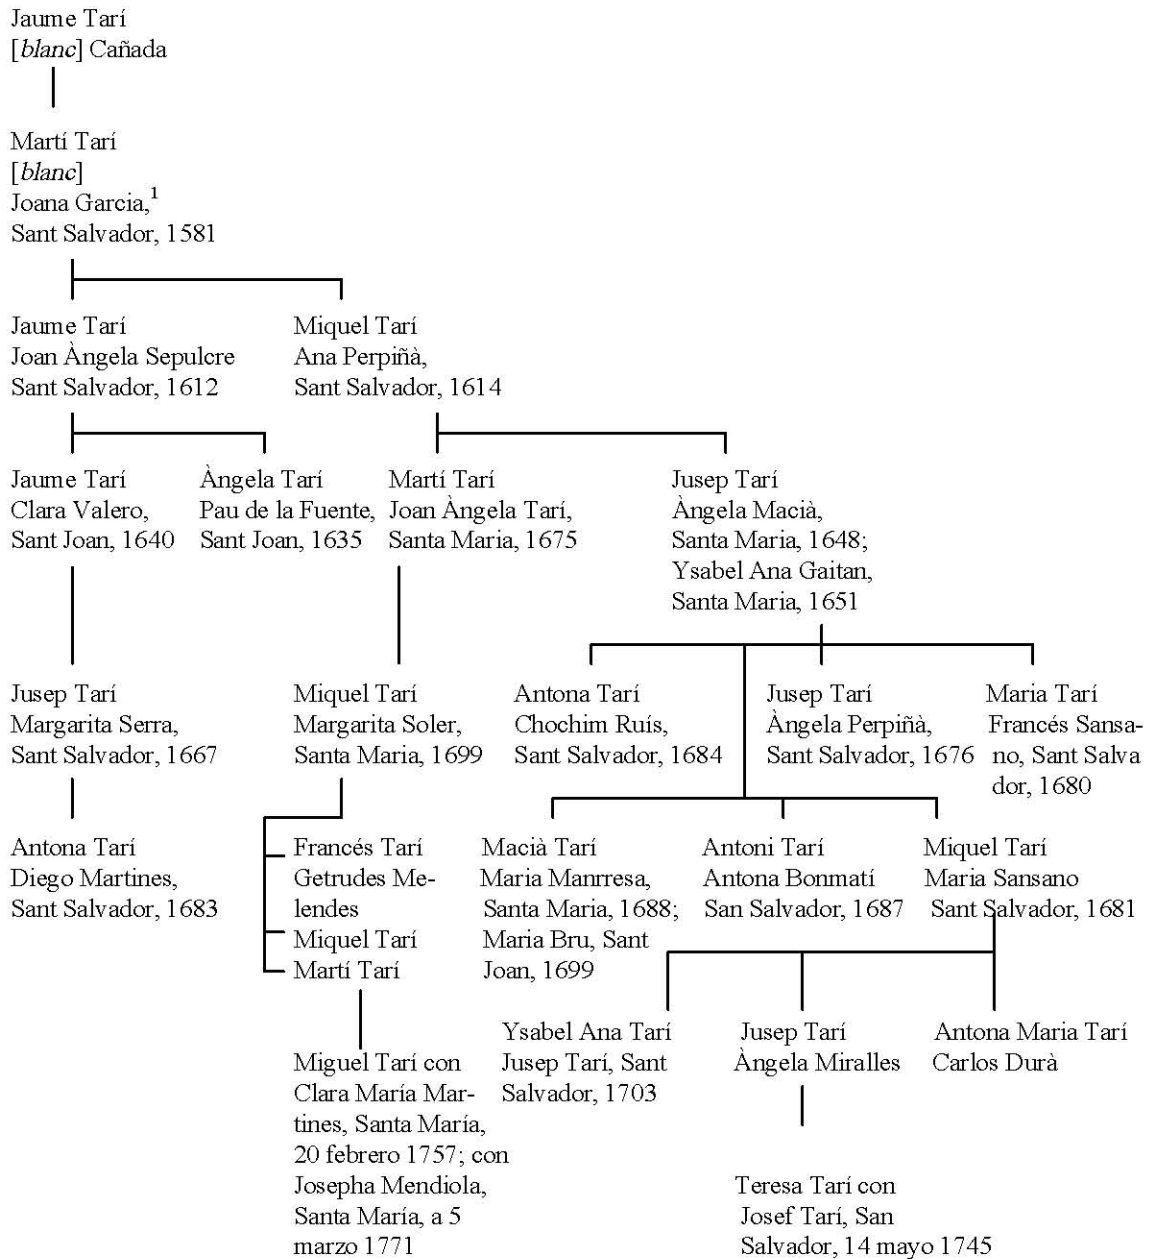 Jaume Tarí
[blanc] Cañada
Martí Tarí
[blanc]
Joana Garcia,¹
Sant Salvador, 1581
Jaume Tarí
Joan Àngela Sepulcre
Sant Salvador, 1612
Miquel Tarí
Ana Perpiñà,
Sant Salvador, 1614
Jaume Tarí
Clara Valero,
Sant Joan, 1640
Àngela Tarí
Pau de la Fuente,
Sant Joan, 1635
Martí Tarí
Joan Àngela Tarí,
Santa Maria, 1675
Jusep Tarí
Àngela Macià,
Santa Maria, 1648;
Ysabel Ana Gaitan,
Santa Maria, 1651
Jusep Tarí
Margarita Serra,
Sant Salvador, 1667
Miquel Tarí
Margarita Soler,
Santa Maria, 1699
Antona Tarí
Chochim Ruís,
Sant Salvador, 1684
Jusep Tarí
Àngela Perpiñà,
Sant Salvador, 1676
Maria Tarí
Francés Sansa-
no, Sant Salva
dor, 1680
Antona Tarí
Diego Martines,
Sant Salvador, 1683
Francés Tarí
Getrudes Me-
lendes
Miquel Tarí
Martí Tarí
Macià Tarí
Maria Manrresa,
Santa Maria, 1688;
Maria Bru, Sant
Joan, 1699
Antoni Tarí
Antona Bonmatí
San Salvador, 1687
Miquel Tarí
Maria Sansano
Sant Salvador, 1681
Miguel Tarí con
Clara María Mar-
tines, Santa María,
20 febrero 1757; con
Josepha Mendiola,
Santa María, a 5
marzo 1771
Ysabel Ana Tarí
Jusep Tarí, Sant
Salvador, 1703
Jusep Tarí
Àngela Miralles
Antona Maria Tarí
Carlos Durà
Teresa Tarí con
Josef Tarí, San
Salvador, 14 mayo 1745